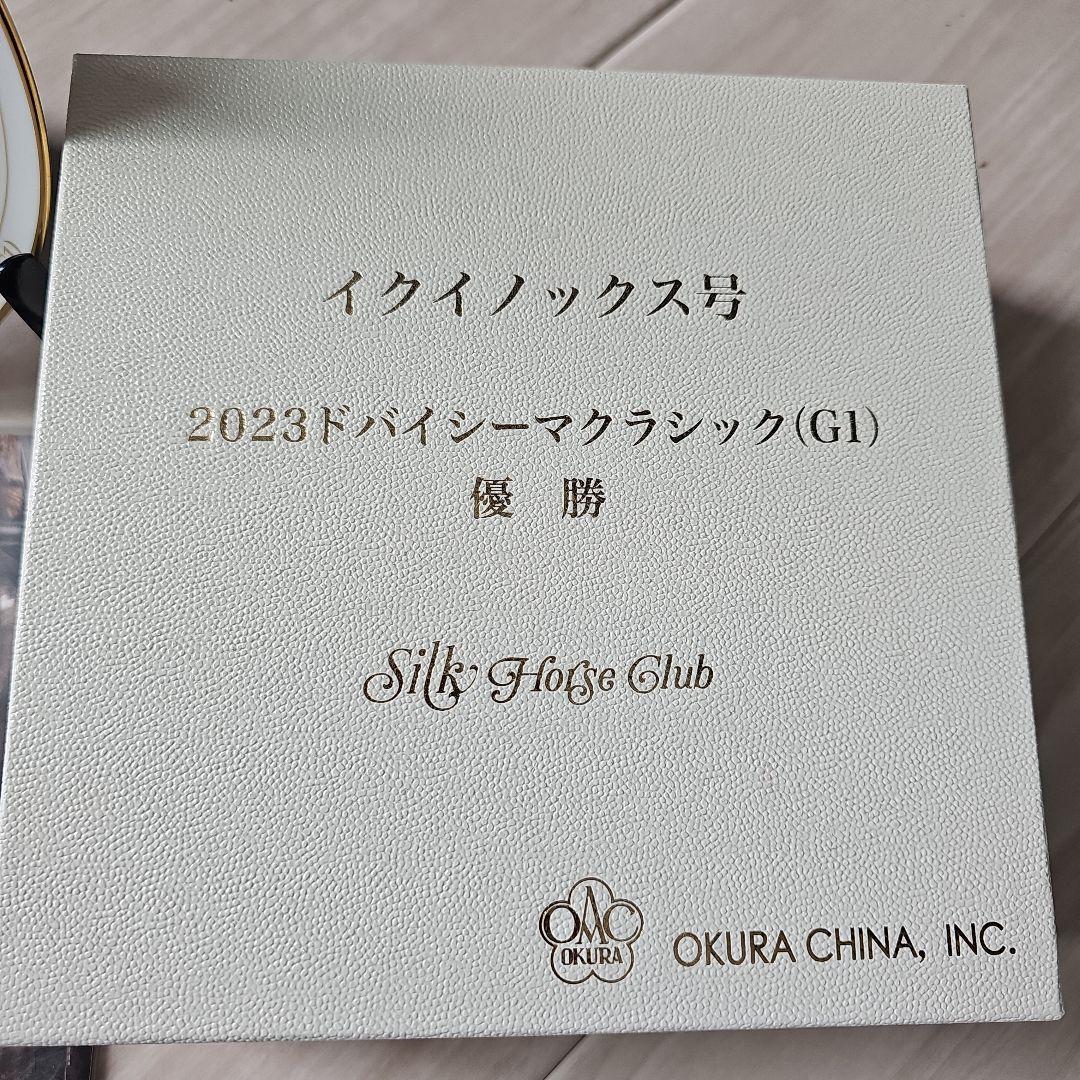 イクイノックス号
2023ドバイシーマクラシック(G1)
優 勝
Silk Horse Club
OAC
OKURA
OKURA CHINA, INC.